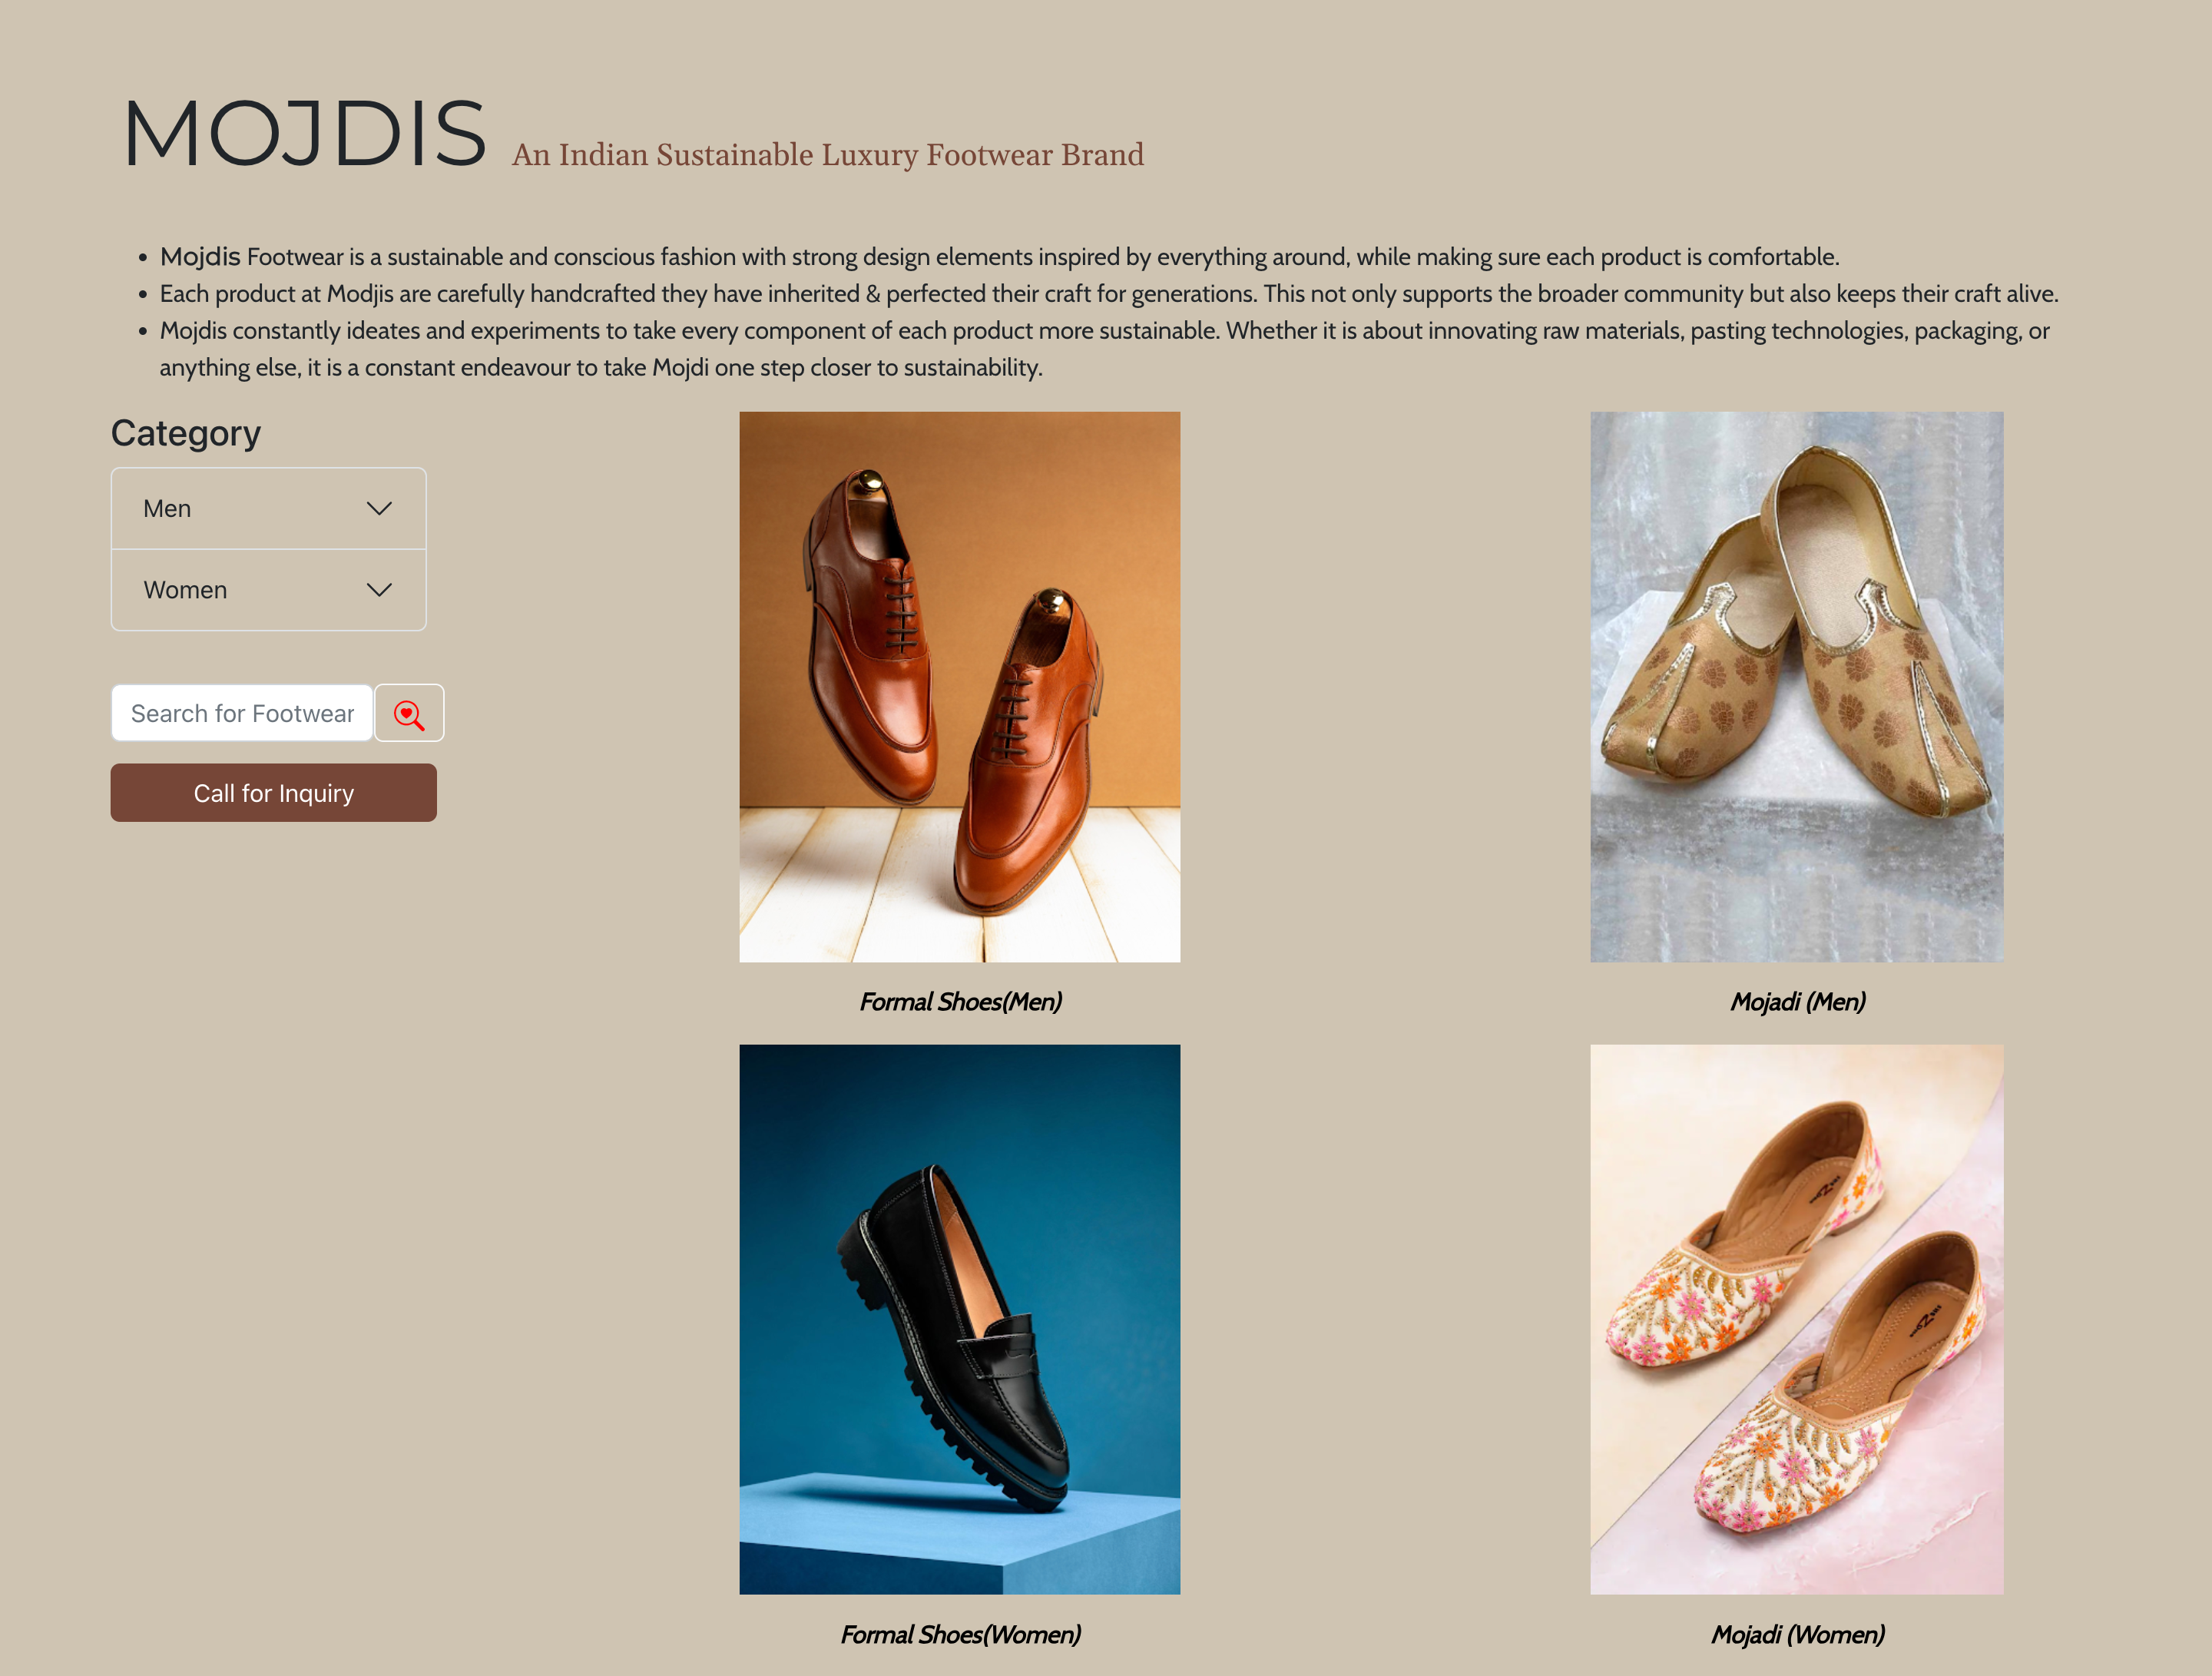 MOJDIS An Indian Sustainable Luxury Footwear Brand
Mojdis Footwear is a sustainable and conscious fashion with strong design elements inspired by everything around, while making sure each product is comfortable.
Each product at Modjis are carefully handcrafted they have inherited & perfected their craft for generations. This not only supports the broader community but also keeps their craft alive.
Mojdis constantly ideates and experiments to take every component of each product more sustainable. Whether it is about innovating raw materials, pasting technologies, packaging, or
anything else, it is a constant endeavour to take Mojdi one step closer to sustainability.
Category
Men
Women
Search for Footwear
Call for Inquiry
Formal Shoes(Men)
Mojadi (Men)
Formal Shoes(Women)
Mojadi (Women)